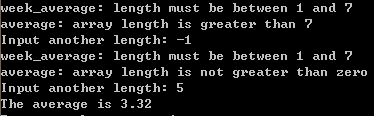 week_average: length must be between 1 and 7
average: array length is greater than 7
Input another length: -1
week_average: length must be between 1 and 7
average: array length is not greater than zero
Input another length: 5
The average is 3.32